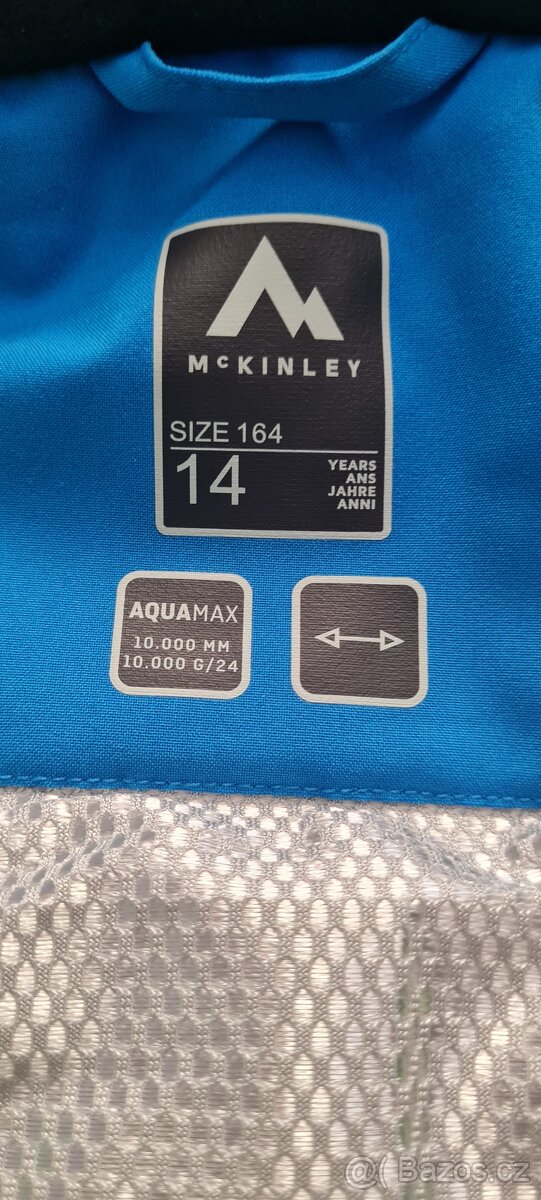 McKINLEY
SIZE 164
14
YEARS
ANS
JAHRE
ANNI
AQUAMAX
10.000 MM
10.000 G/24
@( Bazos.cz